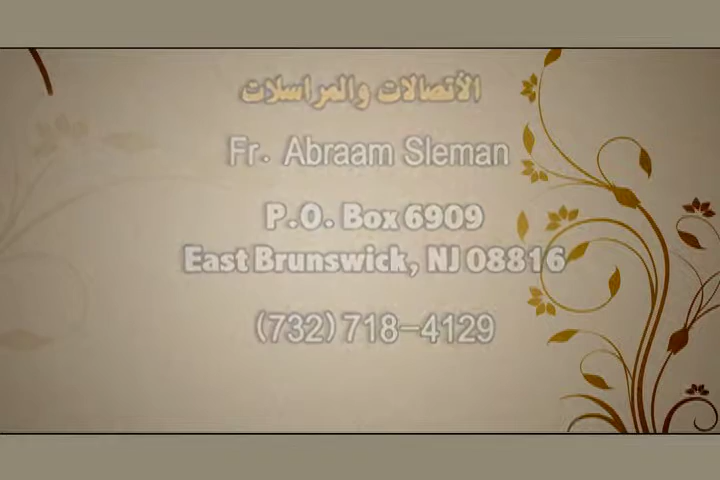 الأتصالات والمراسلات
Fr. Abraam Sleman
P.O. Box 6909
East Brunswick, NJ 08816
(732) 718-4129